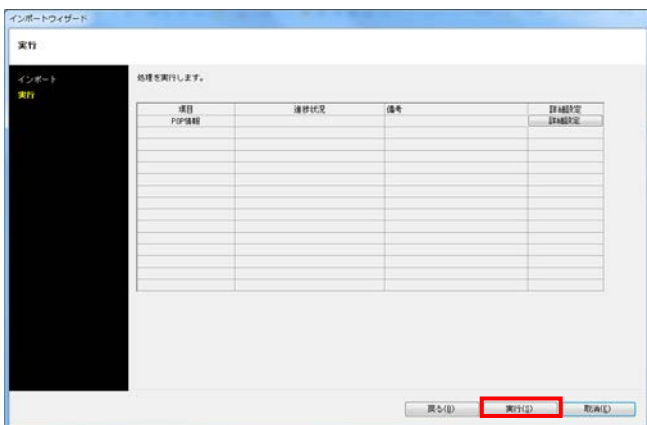 インポートウィザード
実行
インポート
実行
処理を実行します。
項目 進捗状況 備考 詳細設定
POP情報 詳細設定
戻る(B) 実行(S) 取消(E)